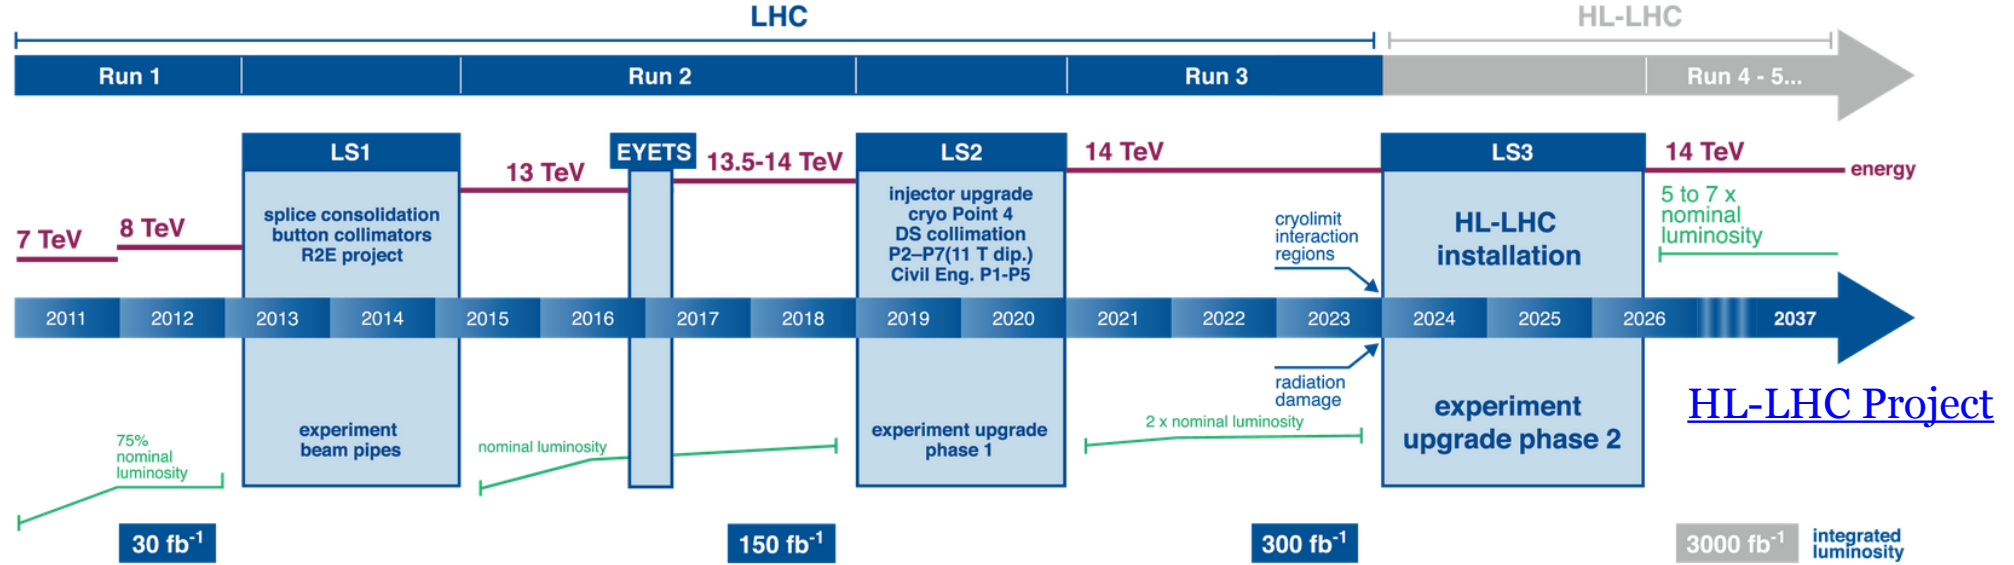 LHC
HL-LHC
Run 1
Run 2
Run 3
Run 4 - 5...
LS1
EYETS
LS2
LS3
7 TeV
8 TeV
13 TeV
13.5-14 TeV
14 TeV
14 TeV
energy
splice consolidation
button collimators
R2E project
injector upgrade
cryo Point 4
DS collimation
P2–P7(11 T dip.)
Civil Eng. P1-P5
cryolimit
interaction
regions
HL-LHC
installation
5 to 7 x
nominal
luminosity
2011
2012
2013
2014
2015
2016
2017
2018
2019
2020
2021
2022
2023
2024
2025
2026
2037
radiation
damage
HL-LHC Project
75%
nominal
luminosity
experiment
beam pipes
nominal luminosity
experiment upgrade
phase 1
2 x nominal luminosity
experiment
upgrade phase 2
30 fb-1
150 fb-1
300 fb-1
3000 fb-1
integrated
luminosity